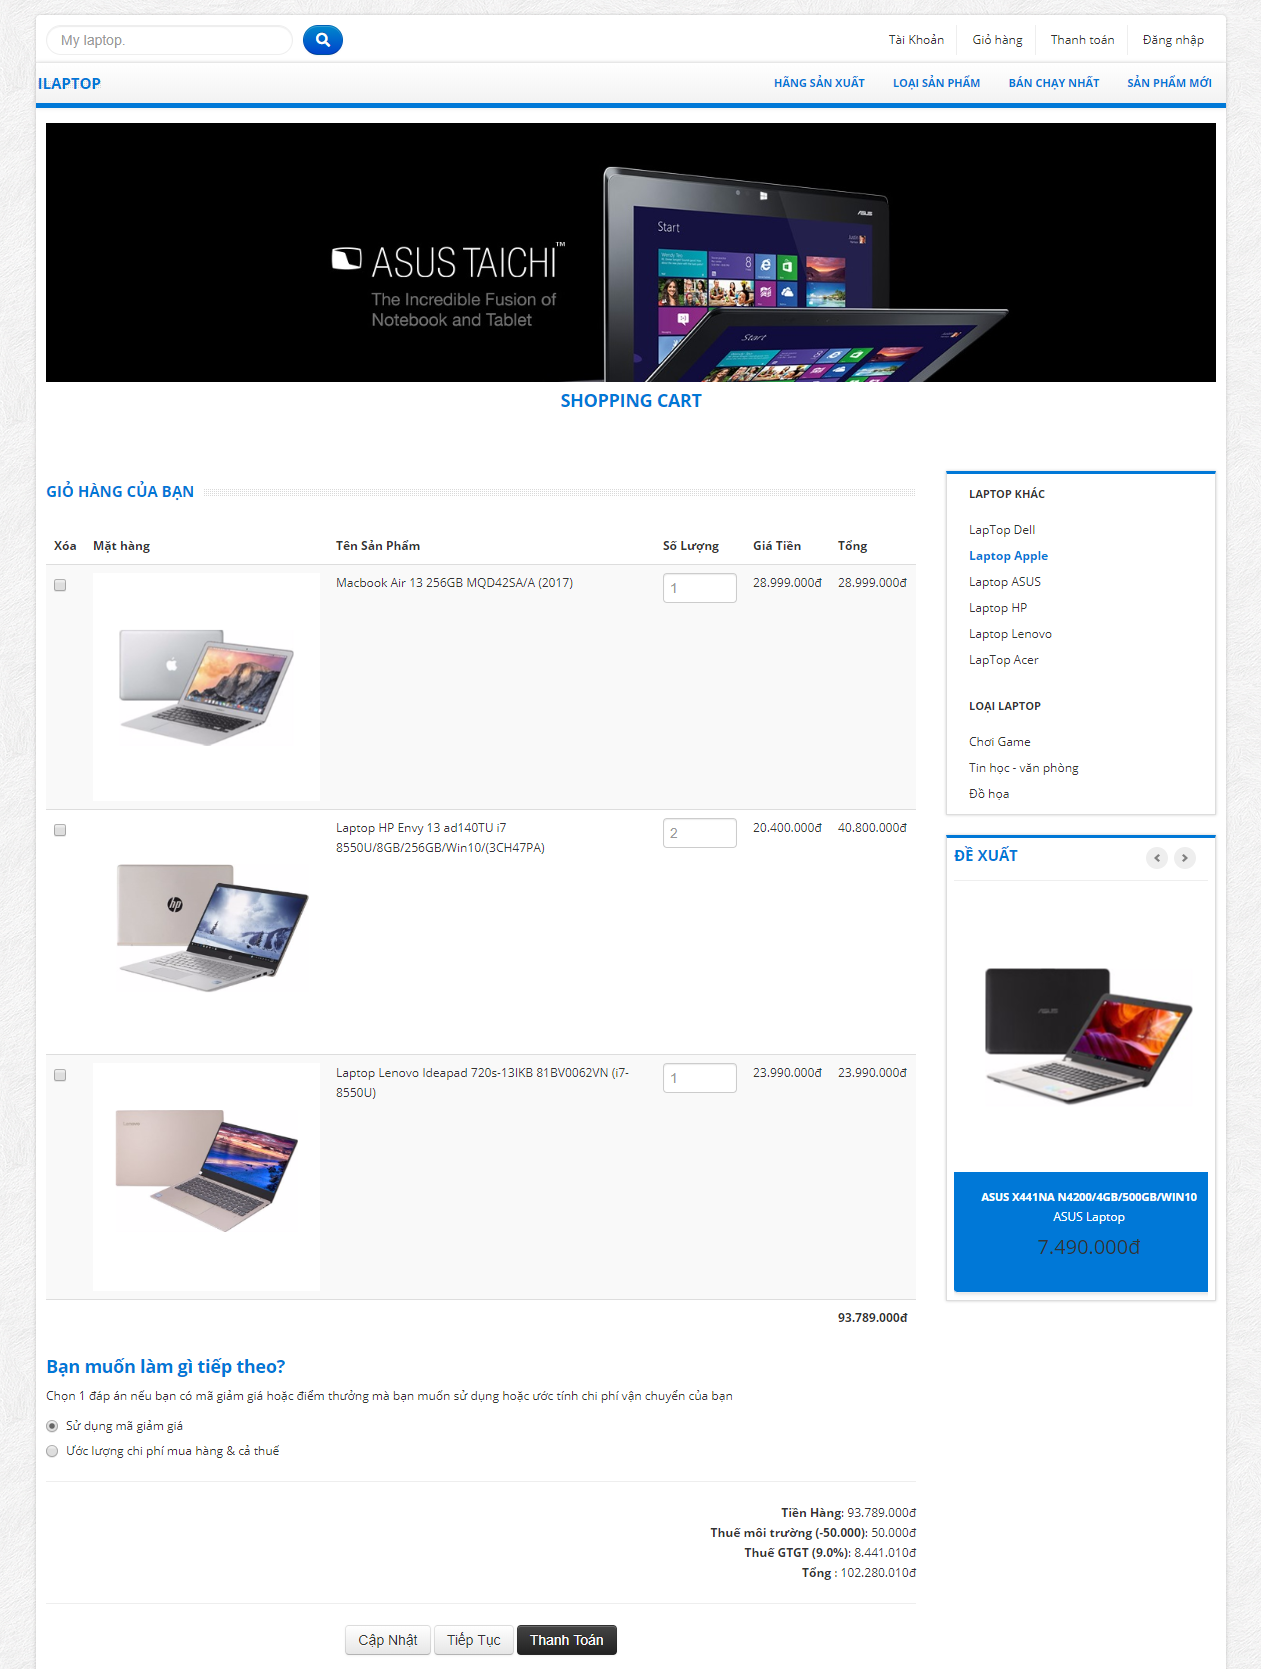 My laptop.
Tài Khoản
Giỏ hàng
Thanh toán
Đăng nhập
ILAPTOP
HÃNG SẢN XUẤT
LOẠI SẢN PHẨM
BÁN CHẠY NHẤT
SẢN PHẨM MỚI
ASUS TAICHI™
The Incredible Fusion of
Notebook and Tablet
ASUS
Start
Start
SHOPPING CART
GIỎ HÀNG CỦA BẠN
Xóa Mặt hàng Tên Sản Phẩm Số Lượng Giá Tiền Tổng
Macbook Air 13 256GB MQD42SA/A (2017) 1 28.999.000đ 28.999.000đ
Laptop HP Envy 13 ad140TU i7 2 20.400.000đ 40.800.000đ
8550U/8GB/256GB/Win10/(3CH47PA)
hp
Laptop Lenovo Ideapad 720s-13IKB 81BV0062VN (i7- 1 23.990.000đ 23.990.000đ
8550U)
93.789.000đ
LAPTOP KHÁC
LapTop Dell
Laptop Apple
Laptop ASUS
Laptop HP
Laptop Lenovo
LapTop Acer
LOẠI LAPTOP
Chơi Game
Tin học - văn phòng
Đồ họa
ĐỀ XUẤT
ASUS
ASUS X441NA N4200/4GB/500GB/WIN10
ASUS Laptop
7.490.000đ
Bạn muốn làm gì tiếp theo?
Chọn 1 đáp án nếu bạn có mã giảm giá hoặc điểm thưởng mà bạn muốn sử dụng hoặc ước tính chi phí vận chuyển của bạn
Sử dụng mã giảm giá
Ước lượng chi phí mua hàng & cả thuế
Tiền Hàng: 93.789.000đ
Thuế môi trường (-50.000): 50.000đ
Thuế GTGT (9.0%): 8.441.010đ
Tổng : 102.280.010đ
Cập Nhật
Tiếp Tục
Thanh Toán